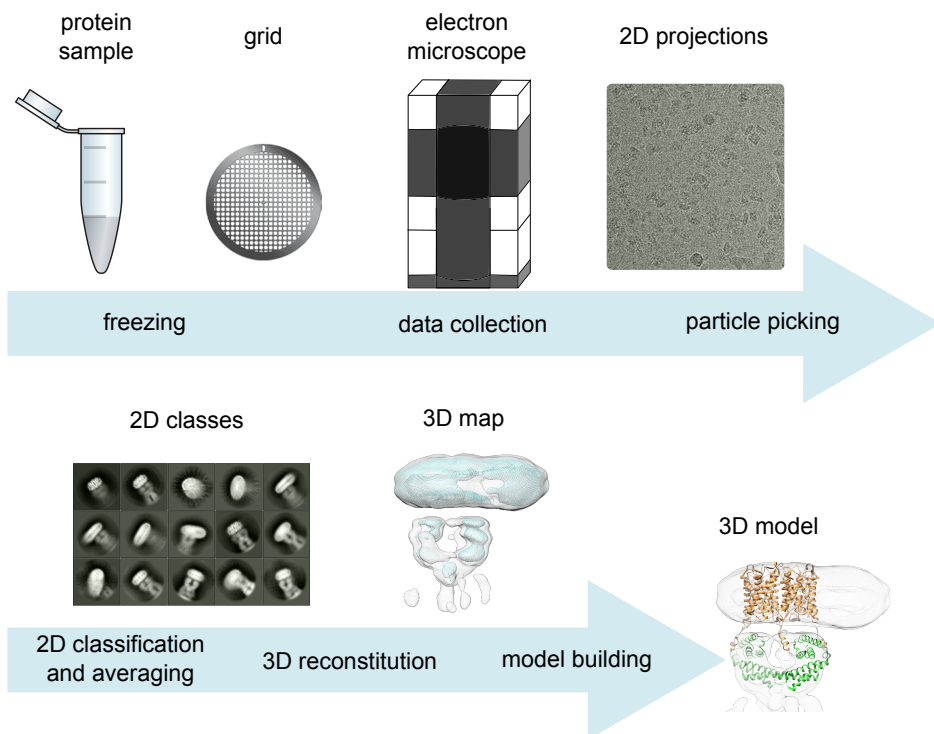 protein
sample
grid
electron
microscope
2D projections
freezing
data collection
particle picking
2D classes
3D map
3D model
2D classification
and averaging
3D reconstitution
model building